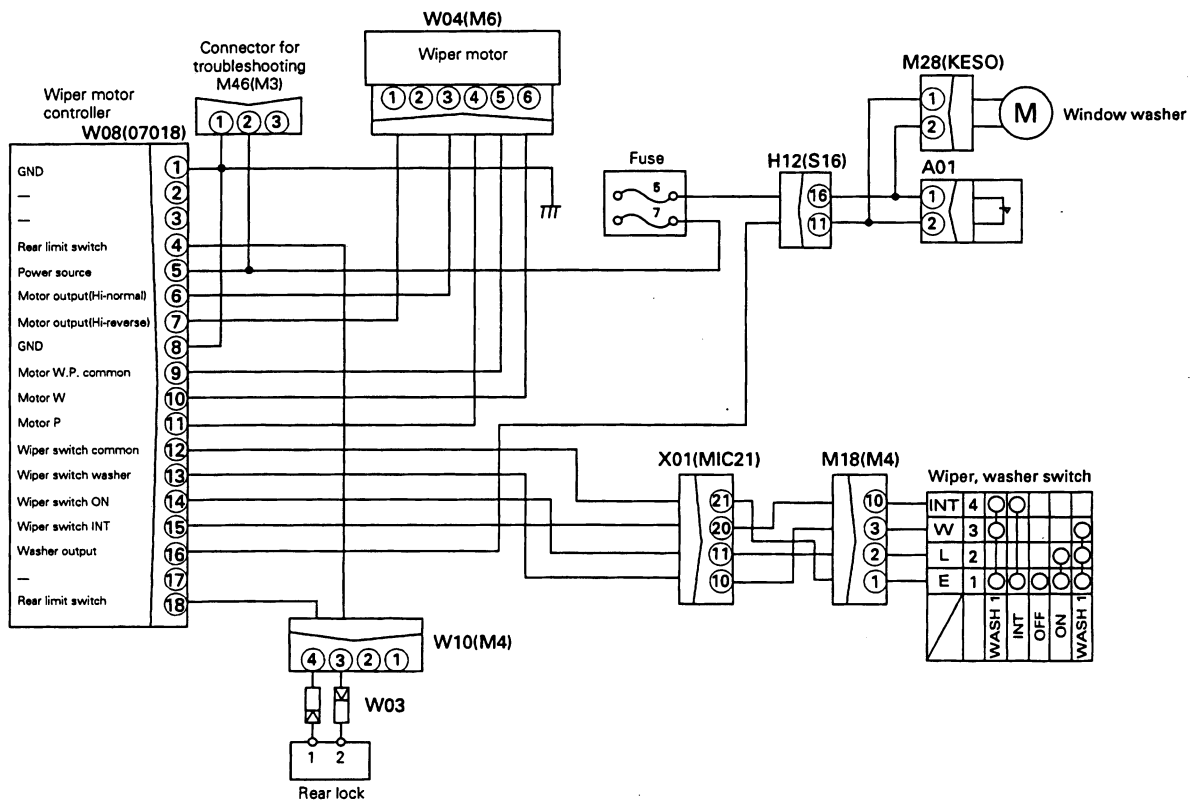 W04(M6)
Wiper motor
1 2 3 4 5 6
Connector for
troubleshooting
M46(M3)
1 2 3
M28(KESO)
1
2
M
Window washer
Wiper motor
controller
W08(07018)
GND 1
— 2
— 3
Rear limit switch 4
Power source 5
Motor output(Hi-normal) 6
Motor output(Hi-reverse) 7
GND 8
Motor W.P. common 9
Motor W 10
Motor P 11
Wiper switch common 12
Wiper switch washer 13
Wiper switch ON 14
Wiper switch INT 15
Washer output 16
— 17
Rear limit switch 18
Fuse
6
7
H12(S16)
16
11
A01
1
2
X01(MIC21)
21
20
11
10
M18(M4)
10
3
2
1
Wiper, washer switch
INT 4
W 3
L 2
E 1
WASH 1
INT
OFF
ON
WASH 1
W10(M4)
4 3 2 1
W03
1 2
Rear lock